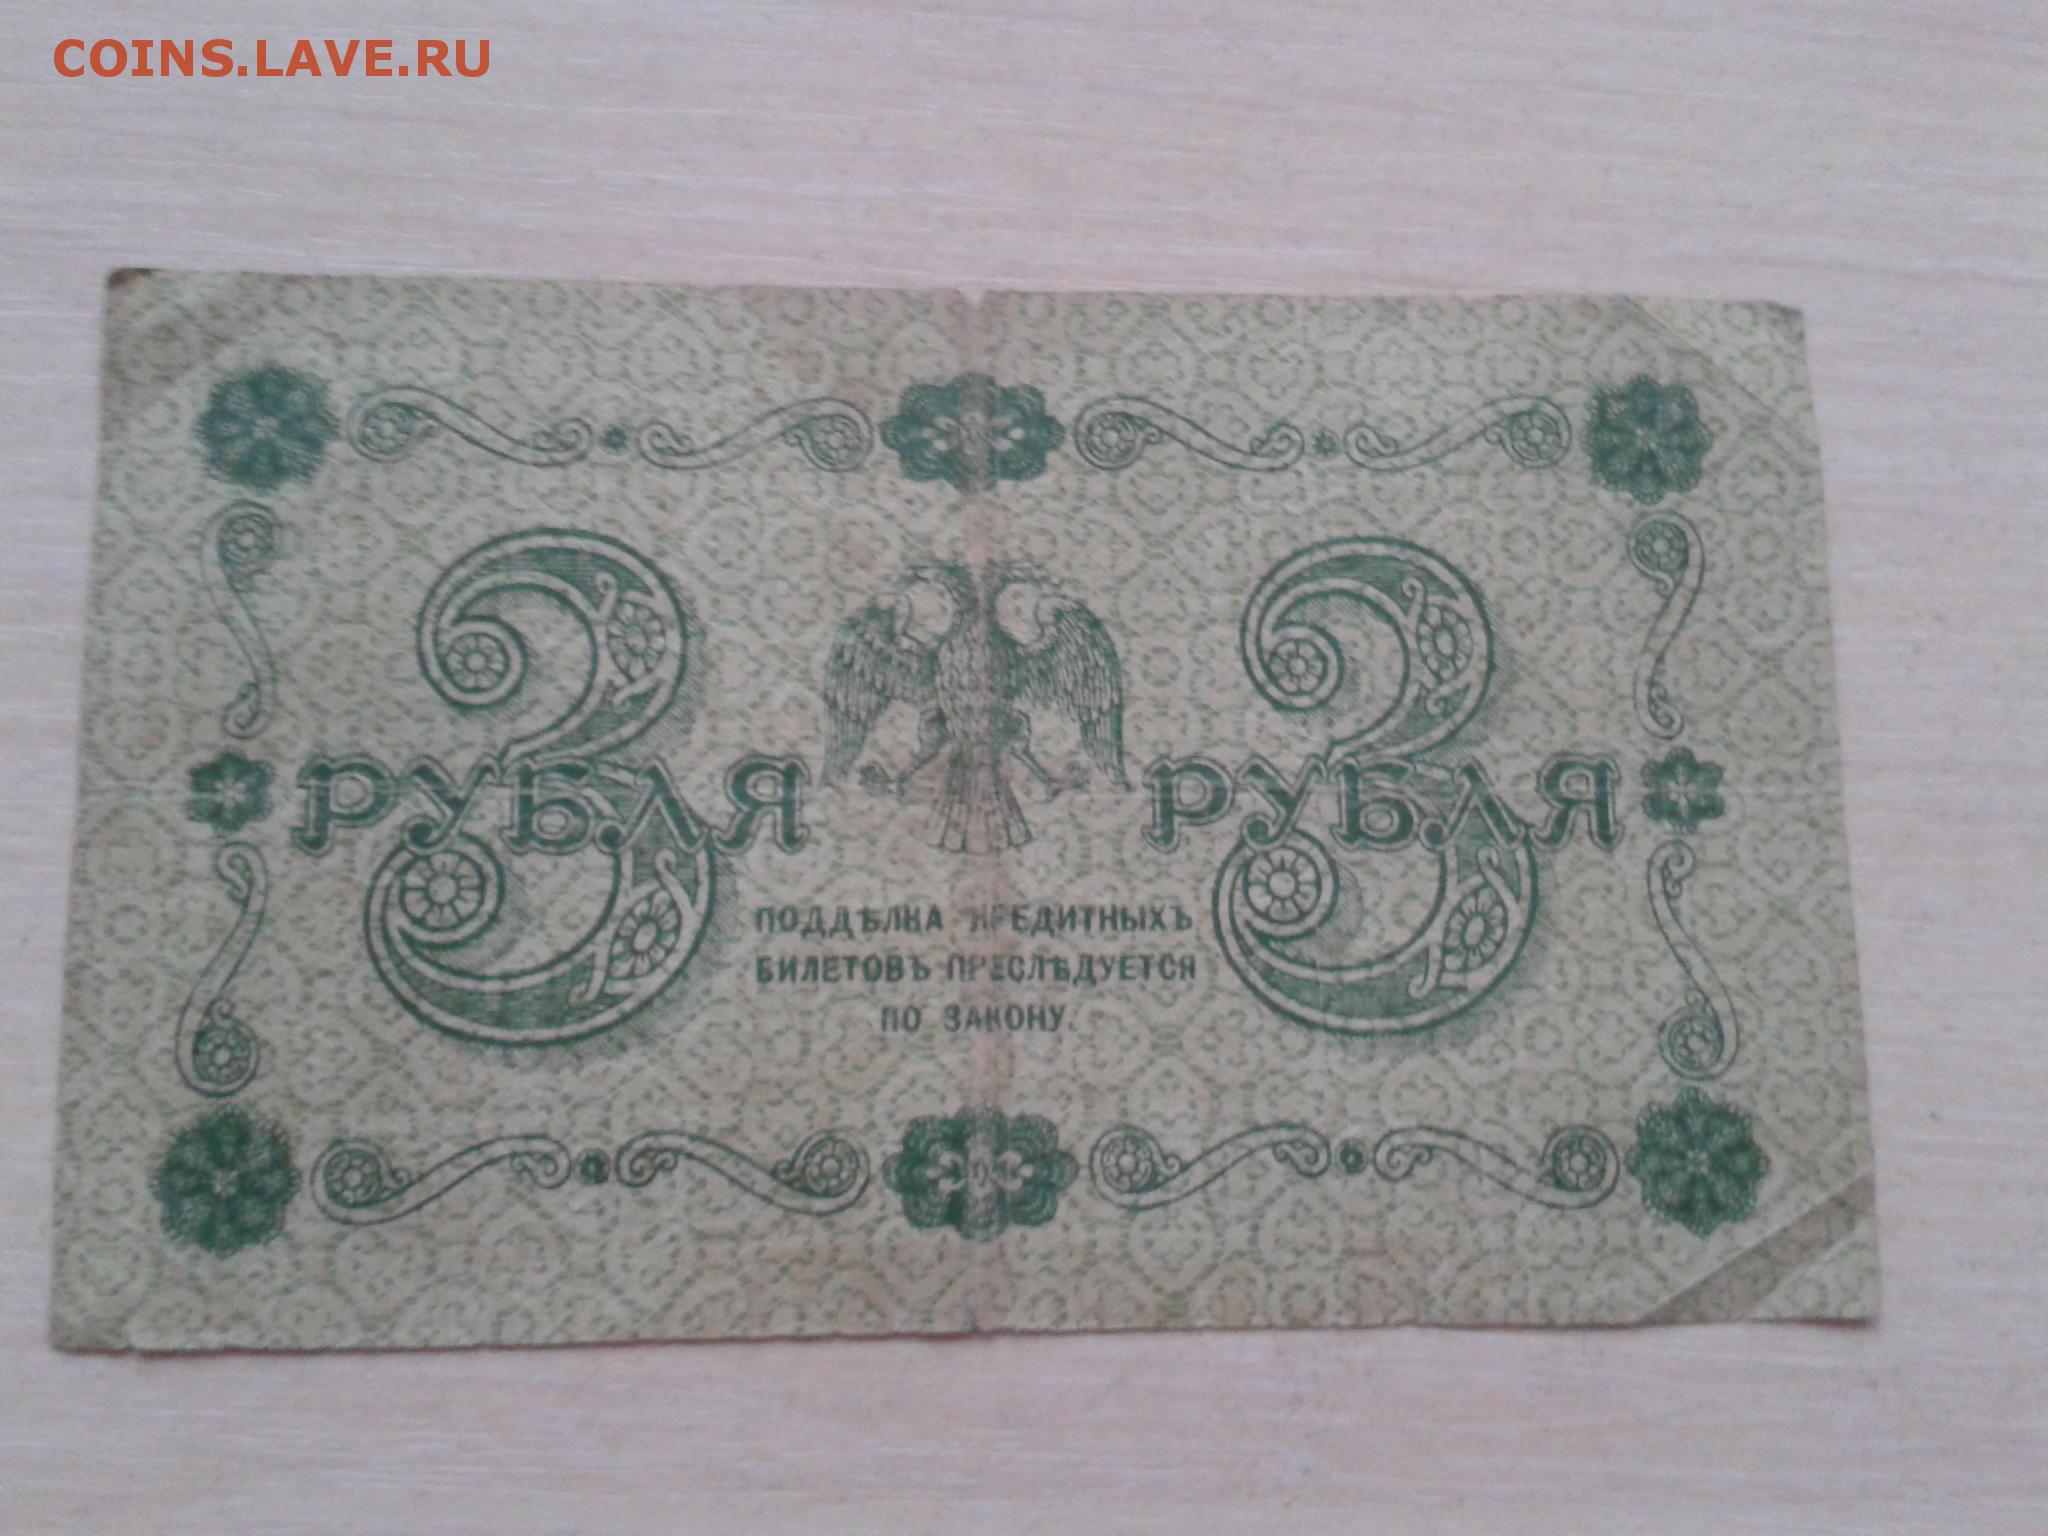 COINS.LAVE.RU
3 3
РУБЛЯ РУБЛЯ
ПОДДѢЛКА КРЕДИТНЫХЪ
БИЛЕТОВЪ ПРЕСЛѢДУЕТСЯ
ПО ЗАКОНУ.